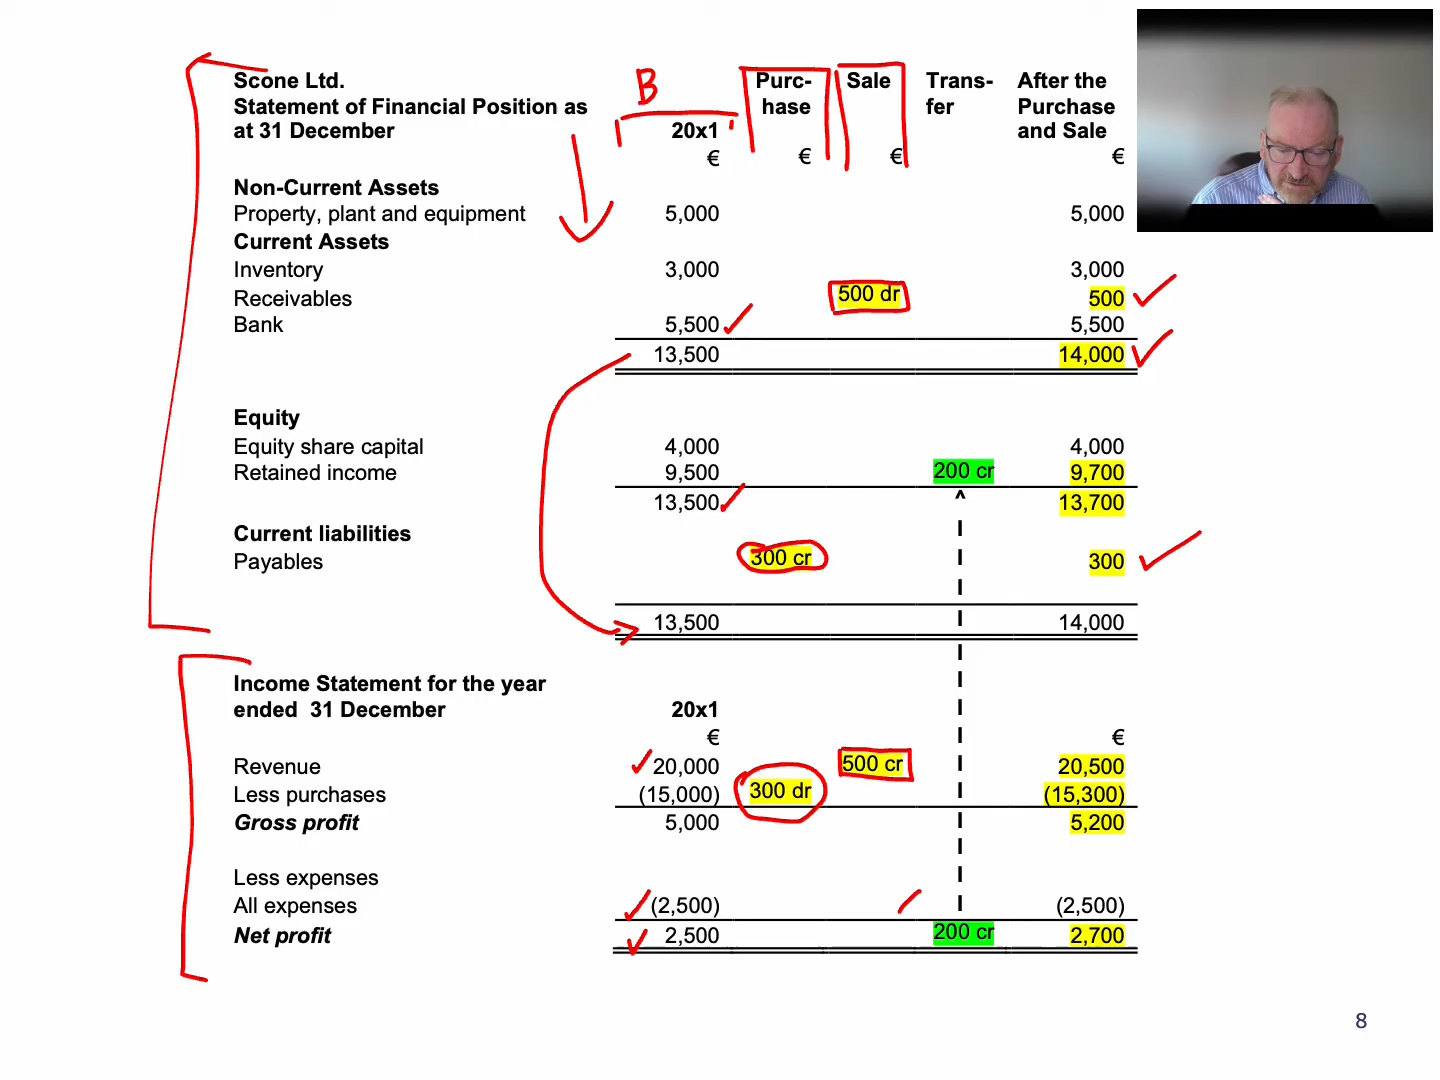 B
Scone Ltd. Purc- Sale Trans- After the
Statement of Financial Position as hase fer Purchase
at 31 December 20x1 and Sale
€ € € €
Non-Current Assets
Property, plant and equipment 5,000 5,000
Current Assets
Inventory 3,000 3,000
Receivables 500 dr 500
Bank 5,500 5,500
13,500 14,000
Equity
Equity share capital 4,000 4,000
Retained income 9,500 200 cr 9,700
13,500 13,700
Current liabilities
Payables 300 cr 300
13,500 14,000
Income Statement for the year
ended 31 December 20x1
€ €
Revenue 20,000 500 cr 20,500
Less purchases (15,000) 300 dr (15,300)
Gross profit 5,000 5,200
Less expenses
All expenses (2,500) (2,500)
Net profit 2,500 200 cr 2,700
8